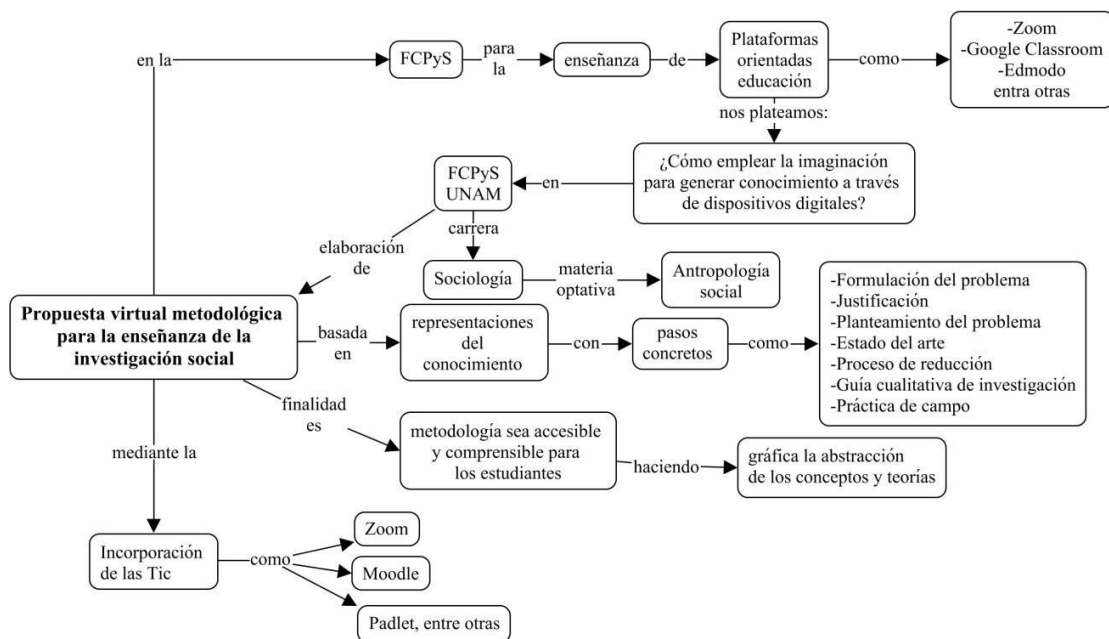 en la
FCPyS
para
la
enseñanza
de
Plataformas
orientadas
educación
como
-Zoom
-Google Classroom
-Edmodo
entra otras
nos plateamos:
¿Cómo emplear la imaginación
para generar conocimiento a través
de dispositivos digitales?
en
FCPyS
UNAM
carrera
elaboración
de
Sociología
materia
optativa
Antropología
social
Propuesta virtual metodológica
para la enseñanza de la
investigación social
basada
en
representaciones
del
conocimiento
con
pasos
concretos
como
-Formulación del problema
-Justificación
-Planteamiento del problema
-Estado del arte
-Proceso de reducción
-Guía cualitativa de investigación
-Práctica de campo
finalidad
es
metodología sea accesible
y comprensible para
los estudiantes
haciendo
gráfica la abstracción
de los conceptos y teorías
mediante la
Incorporación
de las Tic
como
Zoom
Moodle
Padlet, entre otras